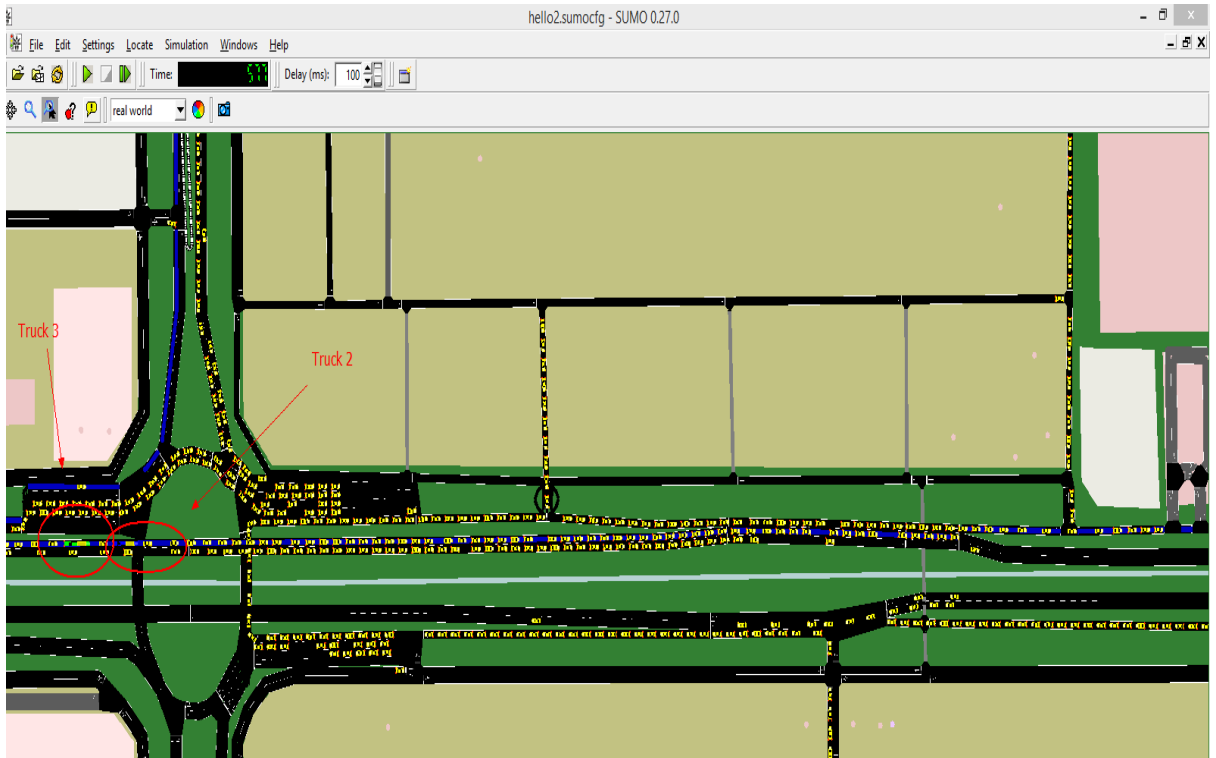 hello2.sumocfg - SUMO 0.27.0
File Edit Settings Locate Simulation Windows Help
Time: 577 Delay (ms): 100
real world
Truck 3
Truck 2